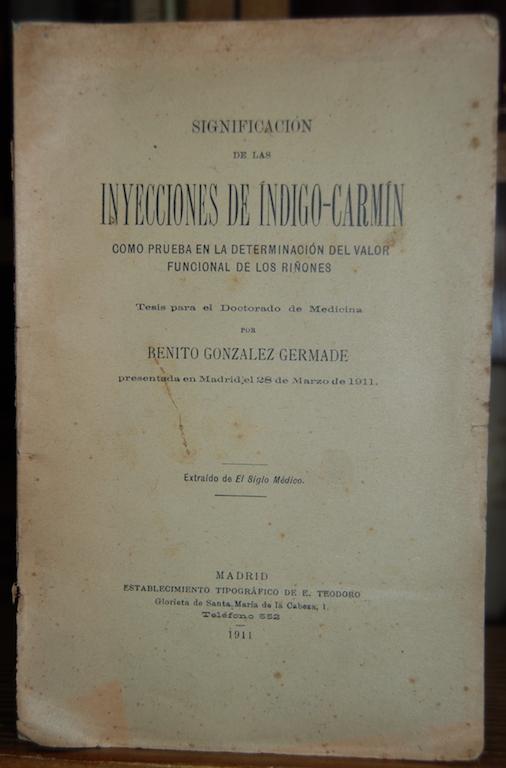 SIGNIFICACIÓN
DE LAS
INYECCIONES DE ÍNDIGO-CARMÍN
COMO PRUEBA EN LA DETERMINACIÓN DEL VALOR
FUNCIONAL DE LOS RIÑONES
Tesis para el Doctorado de Medicina
POR
BENITO GONZALEZ GERMADE
presentada en Madrid, el 28 de Marzo de 1911.
Extraído de El Siglo Médico.
MADRID
ESTABLECIMIENTO TIPOGRÁFICO DE E. TEODORO
Glorieta de Santa María de la Cabeza, 1.
Teléfono 552
1911